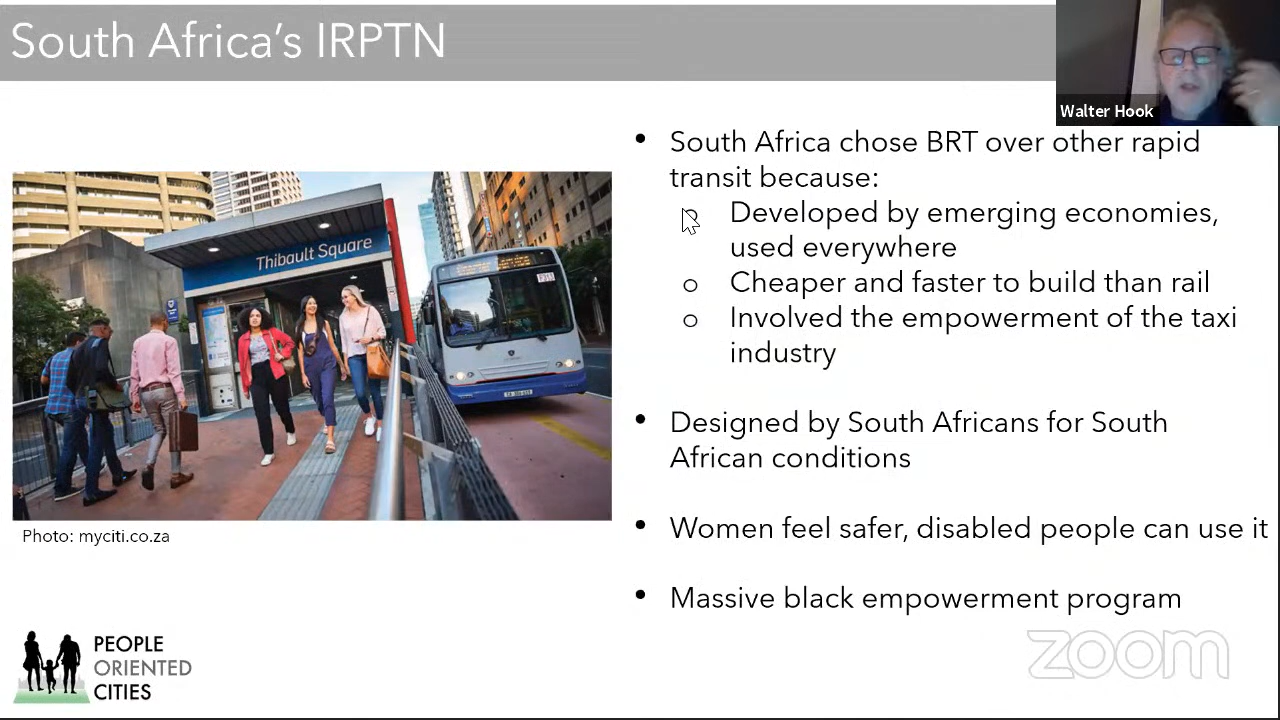 South Africa's IRPTN
Walter Hook
• South Africa chose BRT over other rapid
transit because:
Developed by emerging economies,
used everywhere
o Cheaper and faster to build than rail
o Involved the empowerment of the taxi
industry
• Designed by South Africans for South
African conditions
• Women feel safer, disabled people can use it
• Massive black empowerment program
Thibault Square
Photo: myciti.co.za
PEOPLE
ORIENTED
CITIES
zoom